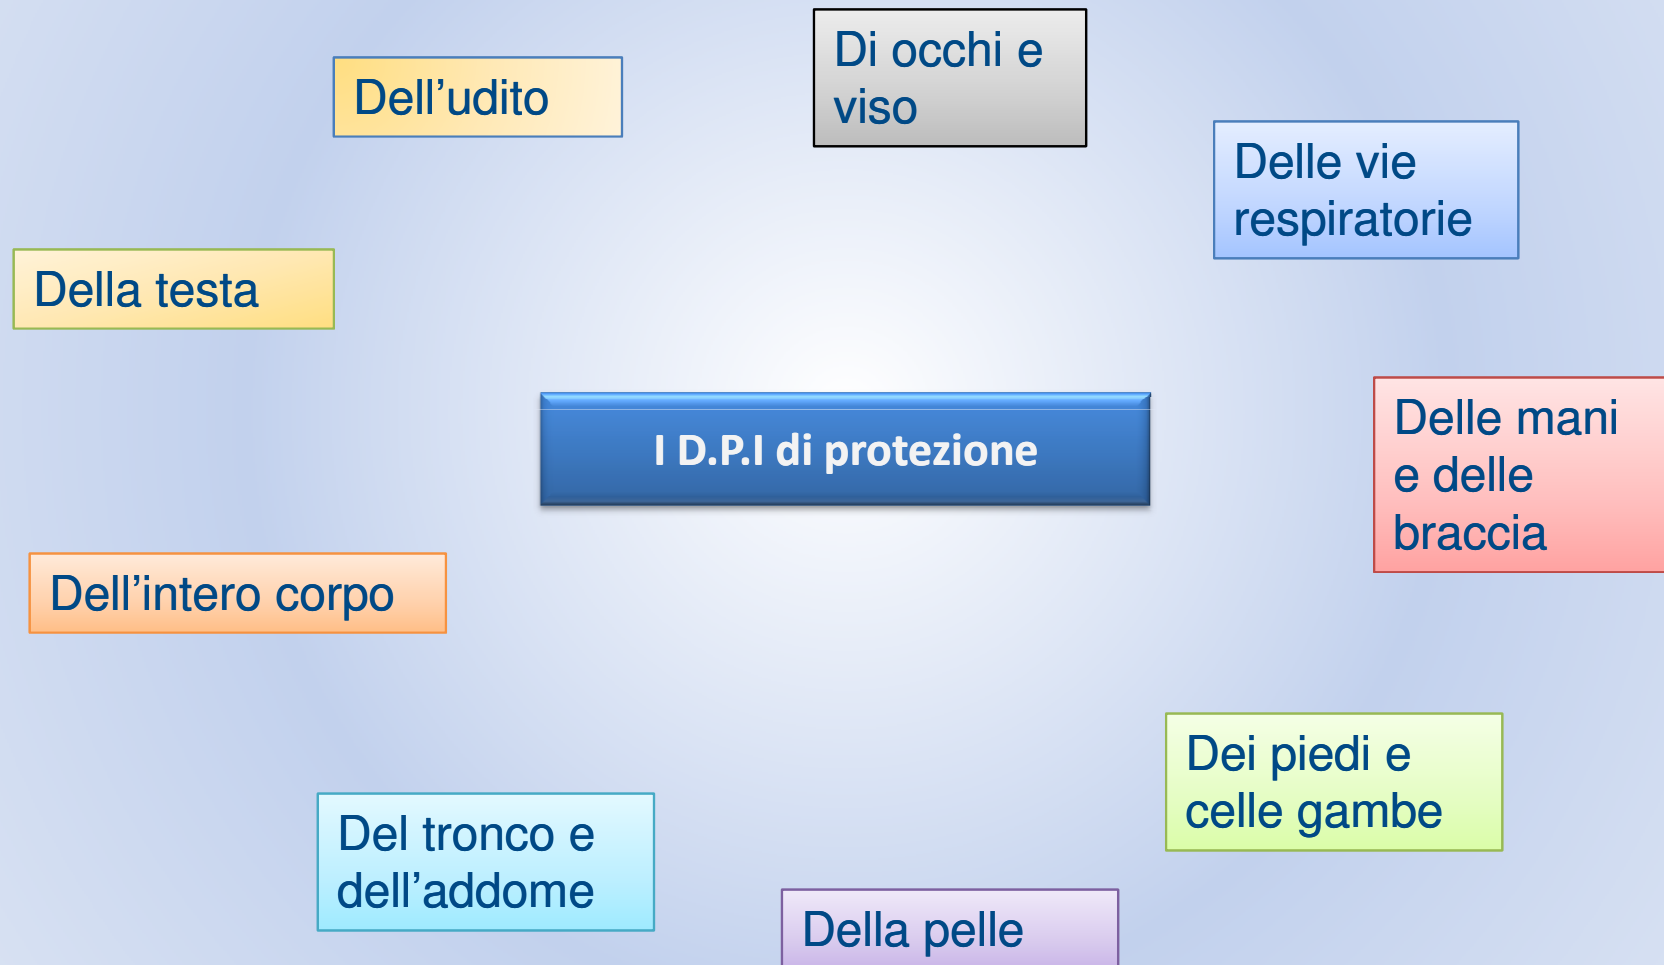 Di occhi e
viso
Dell’udito
Delle vie
respiratorie
Della testa
Delle mani
e delle
braccia
I D.P.I di protezione
Dell’intero corpo
Dei piedi e
celle gambe
Del tronco e
dell’addome
Della pelle